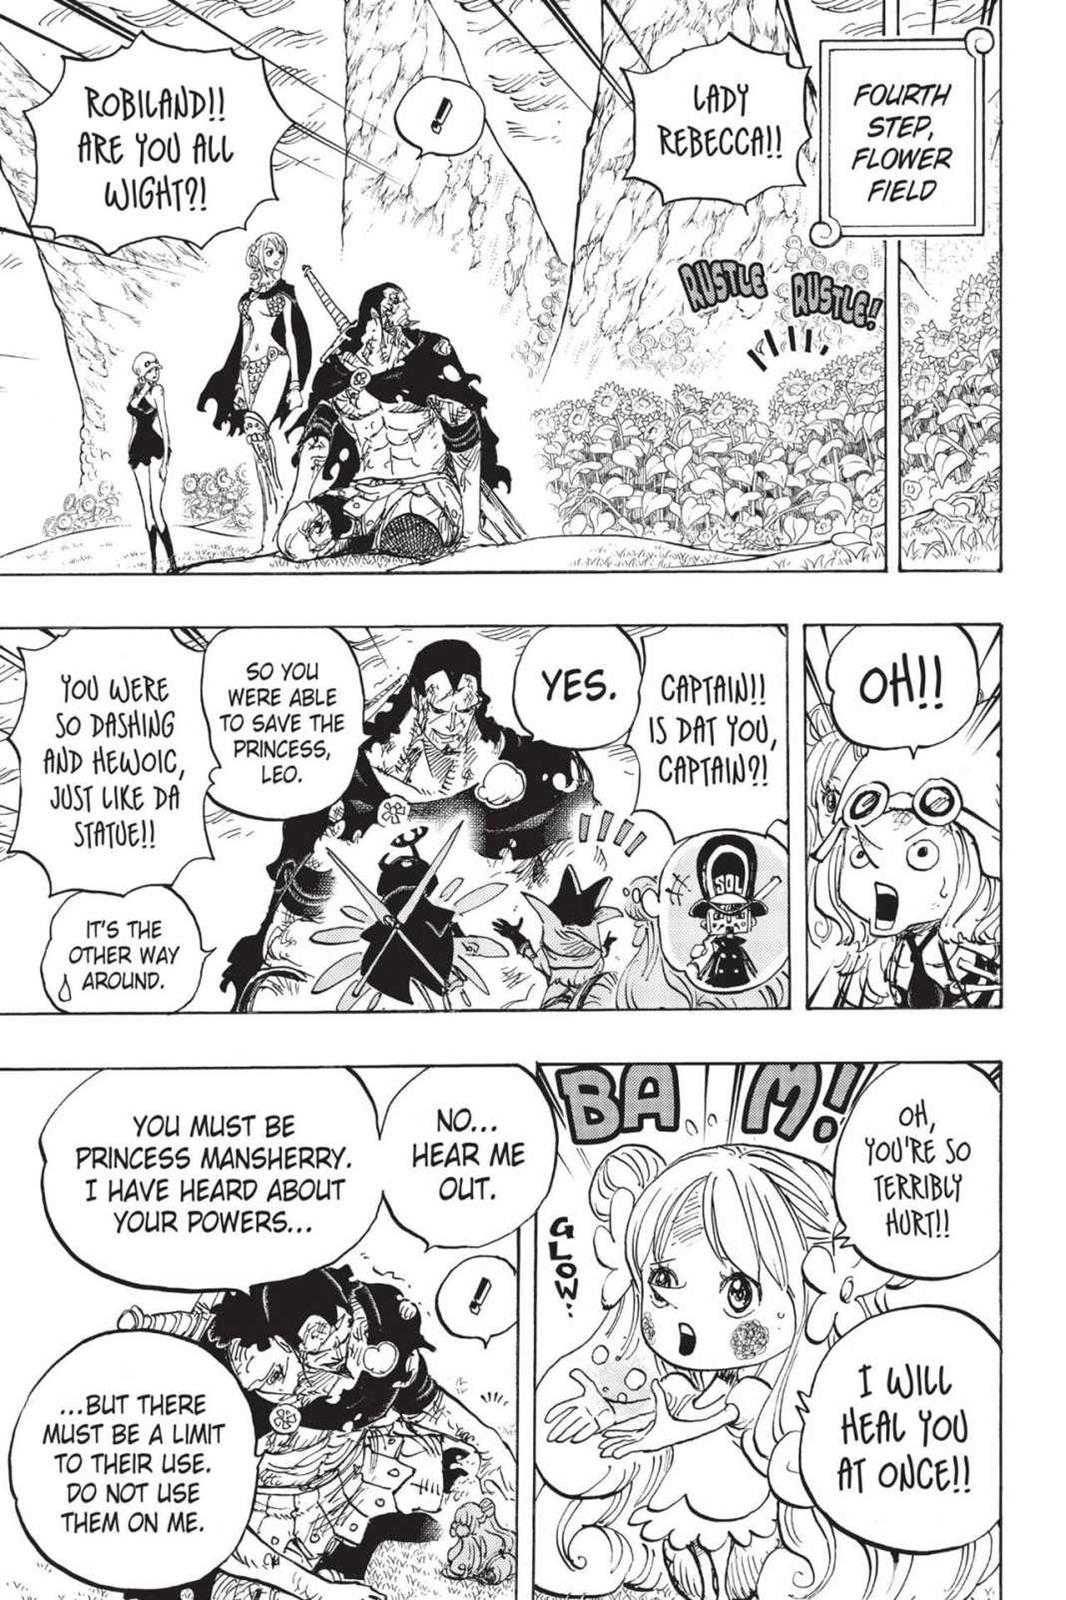 FOURTH
STEP,
FLOWER
FIELD
RUSTLE
RUSTLE!
LADY
REBECCA!!
!
ROBILAND!!
ARE YOU ALL
WIGHT?!
OH!!
CAPTAIN!!
IS DAT YOU,
CAPTAIN?!
SOL
YES.
SO YOU
WERE ABLE
TO SAVE THE
PRINCESS,
LEO.
YOU WERE
SO DASHING
AND HEWOIC,
JUST LIKE DA
STATUE!!
IT'S THE
OTHER WAY
AROUND.
BAM!
OH,
YOU'RE SO
TERRIBLY
HURT!!
GLOW..
I WILL
HEAL YOU
AT ONCE!!
NO...
HEAR ME
OUT.
!
YOU MUST BE
PRINCESS MANSHERRY.
I HAVE HEARD ABOUT
YOUR POWERS...
...BUT THERE
MUST BE A LIMIT
TO THEIR USE.
DO NOT USE
THEM ON ME.